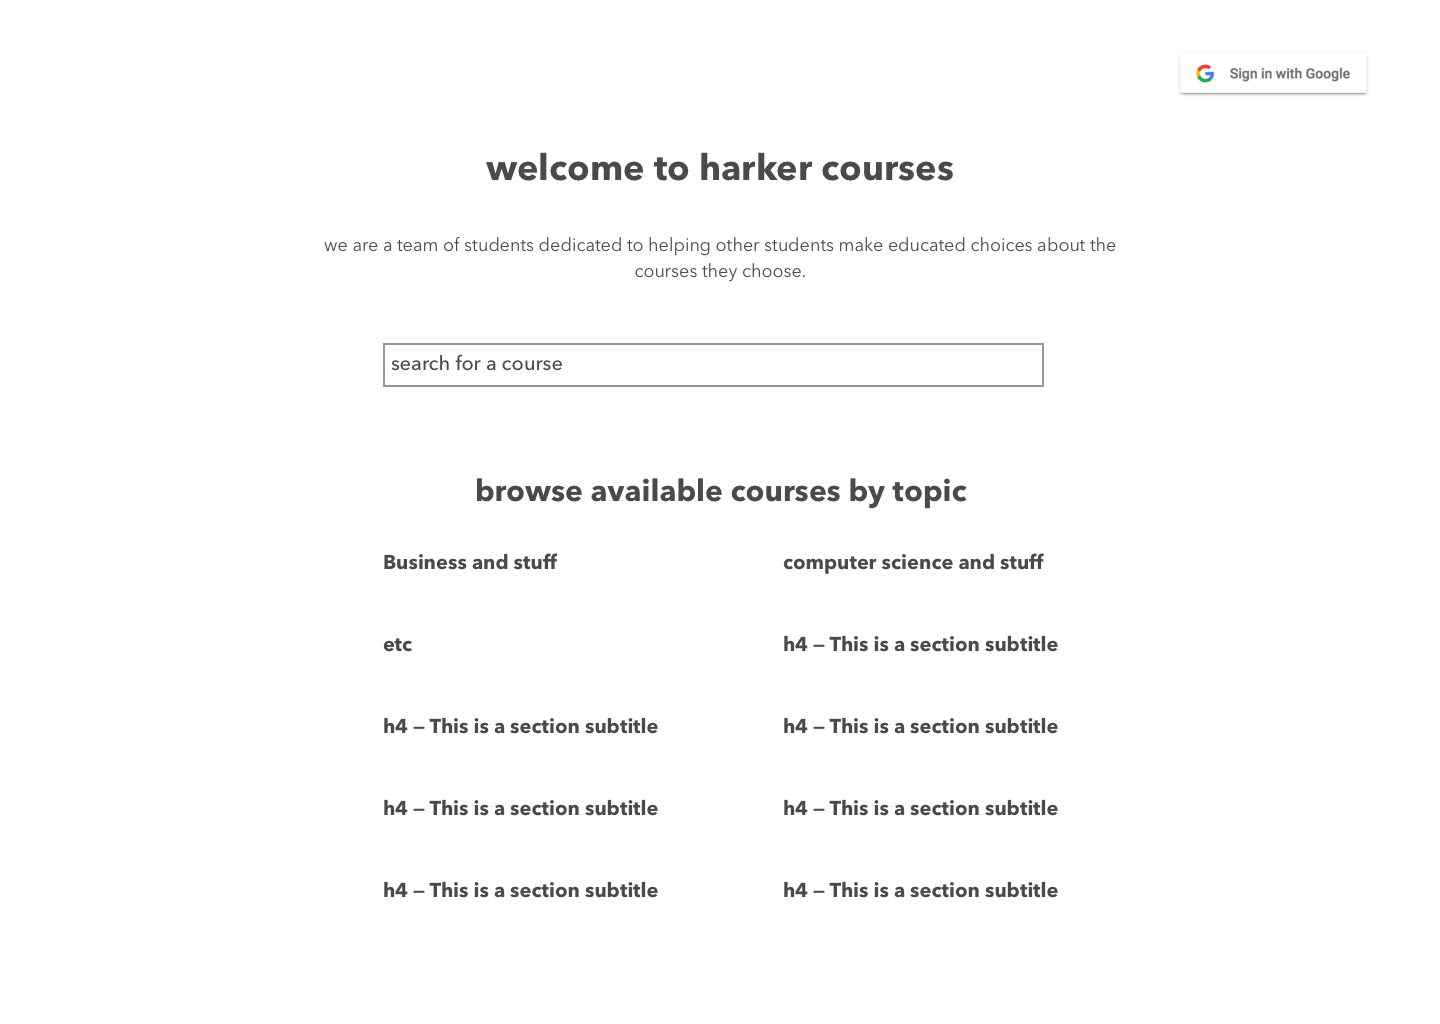 Sign in with Google
welcome to harker courses
we are a team of students dedicated to helping other students make educated choices about the
courses they choose.
search for a course
browse available courses by topic
Business and stuff
computer science and stuff
etc
h4 – This is a section subtitle
h4 – This is a section subtitle
h4 – This is a section subtitle
h4 – This is a section subtitle
h4 – This is a section subtitle
h4 – This is a section subtitle
h4 – This is a section subtitle